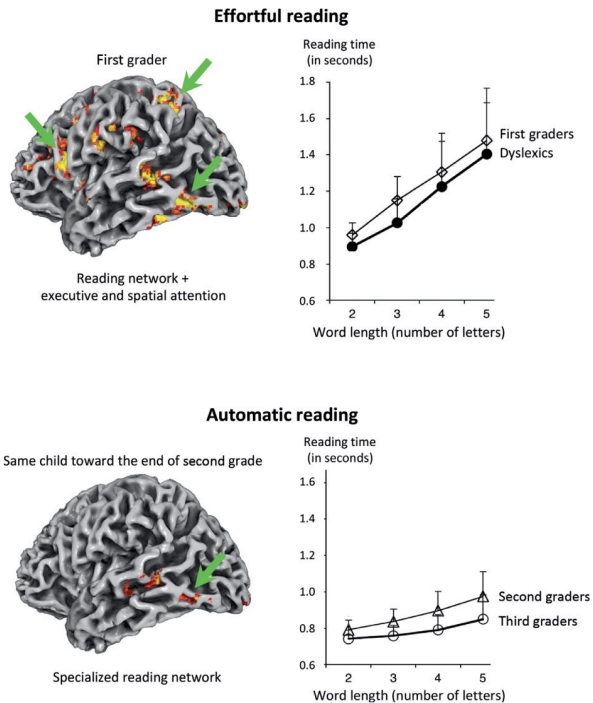 Effortful reading
First grader
Reading network +
executive and spatial attention
Reading time
(in seconds)
1.8
1.6
1.4
1.2
1.0
0.8
0.6
2 3 4 5
Word length (number of letters)
First graders
Dyslexics
Automatic reading
Same child toward the end of second grade
Specialized reading network
Reading time
(in seconds)
1.6
1.4
1.2
1.0
0.8
0.6
2 3 4 5
Word length (number of letters)
Second graders
Third graders